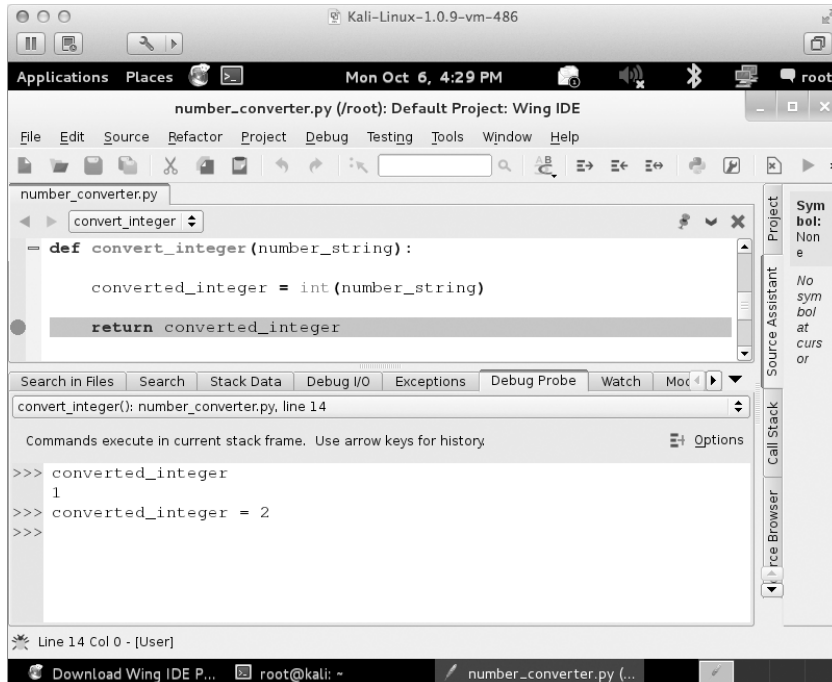 Kali-Linux-1.0.9-vm-486
Applications Places Mon Oct 6, 4:29 PM root
number_converter.py (/root): Default Project: Wing IDE
File Edit Source Refactor Project Debug Testing Tools Window Help
number_converter.py
convert_integer
def convert_integer(number_string):
converted_integer = int(number_string)
return converted_integer
Project
Source Assistant
Call Stack
rce Browser
Sym
bol:
Non
e
No
sym
bol
at
curs
or
Search in Files Search Stack Data Debug I/O Exceptions Debug Probe Watch Moc
convert_integer(): number_converter.py, line 14
Commands execute in current stack frame. Use arrow keys for history. Options
>>> converted_integer
1
>>> converted_integer = 2
>>>
Line 14 Col 0 - [User]
Download Wing IDE P... root@kali: ~ number_converter.py (...